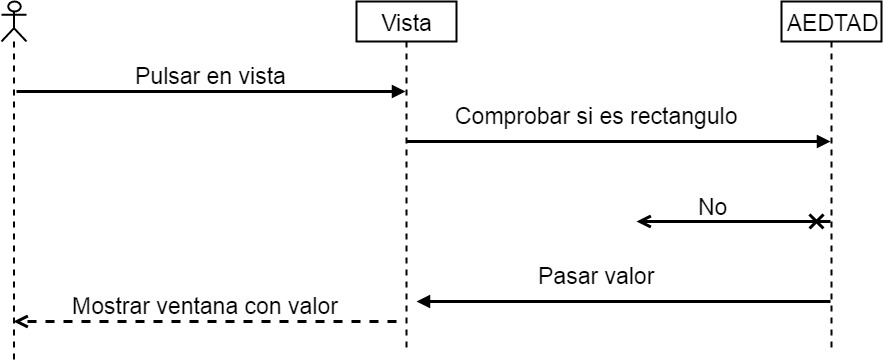 Vista
AEDTAD
Pulsar en vista
Comprobar si es rectangulo
No
Pasar valor
Mostrar ventana con valor